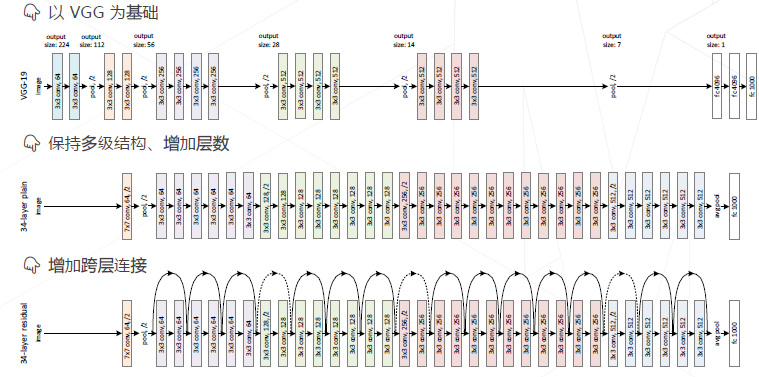 以 VGG 为基础
output size: 224
output size: 112
output size: 56
output size: 28
output size: 14
output size: 7
output size: 1
VGG-19
image
3x3 conv, 64
3x3 conv, 64
pool, /2
3x3 conv, 128
3x3 conv, 128
pool, /2
3x3 conv, 256
3x3 conv, 256
3x3 conv, 256
3x3 conv, 256
pool, /2
3x3 conv, 512
3x3 conv, 512
3x3 conv, 512
3x3 conv, 512
pool, /2
3x3 conv, 512
3x3 conv, 512
3x3 conv, 512
3x3 conv, 512
pool, /2
fc 4096
fc 4096
fc 1000
保持多级结构、增加层数
34-layer plain
image
7x7 conv, 64, /2
pool, /2
3x3 conv, 64
3x3 conv, 64
3x3 conv, 64
3x3 conv, 64
3x3 conv, 64
3x3 conv, 64
3x3 conv, 128, /2
3x3 conv, 128
3x3 conv, 128
3x3 conv, 128
3x3 conv, 128
3x3 conv, 128
3x3 conv, 128
3x3 conv, 128
3x3 conv, 256, /2
3x3 conv, 256
3x3 conv, 256
3x3 conv, 256
3x3 conv, 256
3x3 conv, 256
3x3 conv, 256
3x3 conv, 256
3x3 conv, 256
3x3 conv, 256
3x3 conv, 256
3x3 conv, 256
3x3 conv, 512, /2
3x3 conv, 512
3x3 conv, 512
3x3 conv, 512
3x3 conv, 512
3x3 conv, 512
avg pool
fc 1000
增加跨层连接
34-layer residual
image
7x7 conv, 64, /2
pool, /2
3x3 conv, 64
3x3 conv, 64
3x3 conv, 64
3x3 conv, 64
3x3 conv, 64
3x3 conv, 64
3x3 conv, 128, /2
3x3 conv, 128
3x3 conv, 128
3x3 conv, 128
3x3 conv, 128
3x3 conv, 128
3x3 conv, 128
3x3 conv, 128
3x3 conv, 256, /2
3x3 conv, 256
3x3 conv, 256
3x3 conv, 256
3x3 conv, 256
3x3 conv, 256
3x3 conv, 256
3x3 conv, 256
3x3 conv, 256
3x3 conv, 256
3x3 conv, 256
3x3 conv, 256
3x3 conv, 512, /2
3x3 conv, 512
3x3 conv, 512
3x3 conv, 512
3x3 conv, 512
3x3 conv, 512
avg pool
fc 1000